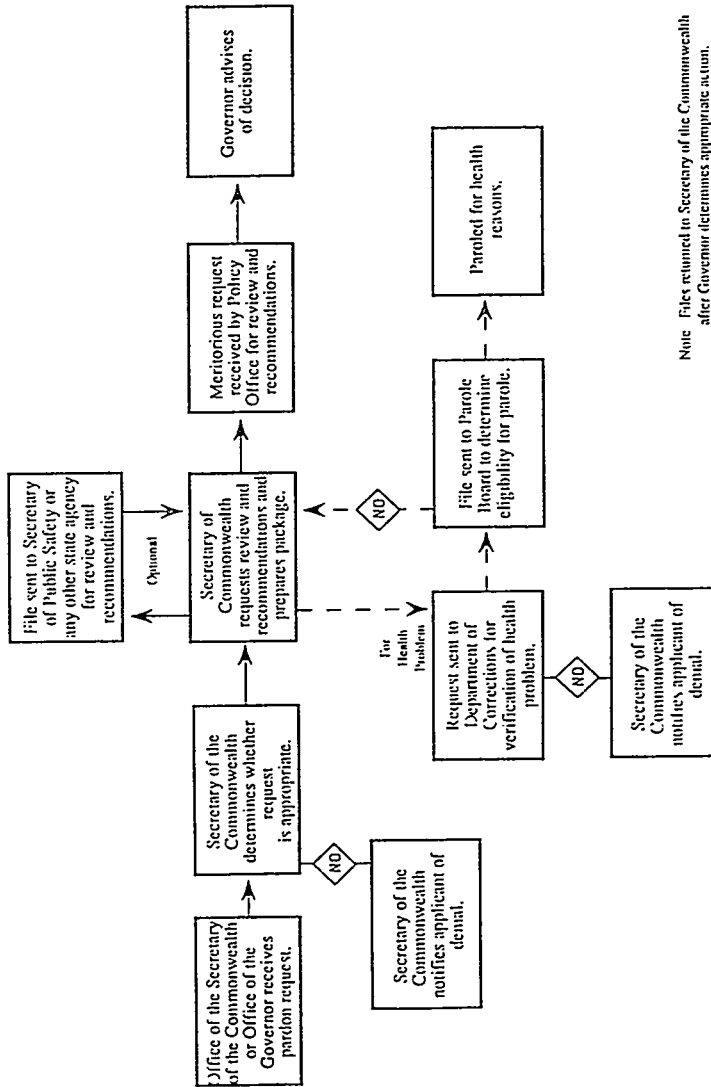 Office of the Secretary
of the Commonwealth
or Office of the
Governor receives
pardon request.
Secretary of the
Commonwealth
determines whether
request
is appropriate.
NO
Secretary of the
Commonwealth
notifies applicant of
denial.
File sent to Secretary
of Public Safety or
any other state agency
for review and
recommendations.
Optional
Secretary of
Commonwealth
requests review and
recommendations and
prepares package.
For
Health
Problem
Request sent to
Department of
Corrections for
verification of health
problem.
NO
Secretary of the
Commonwealth
notifies applicant of
denial.
NO
File sent to Parole
Board to determine
eligibility for parole.
Paroled for health
reasons.
Meritorious request
received by Policy
Office for review and
recommendations.
Governor advises
of decision.
Note Files returned to Secretary of the Commonwealth
after Governor determines appropriate action.